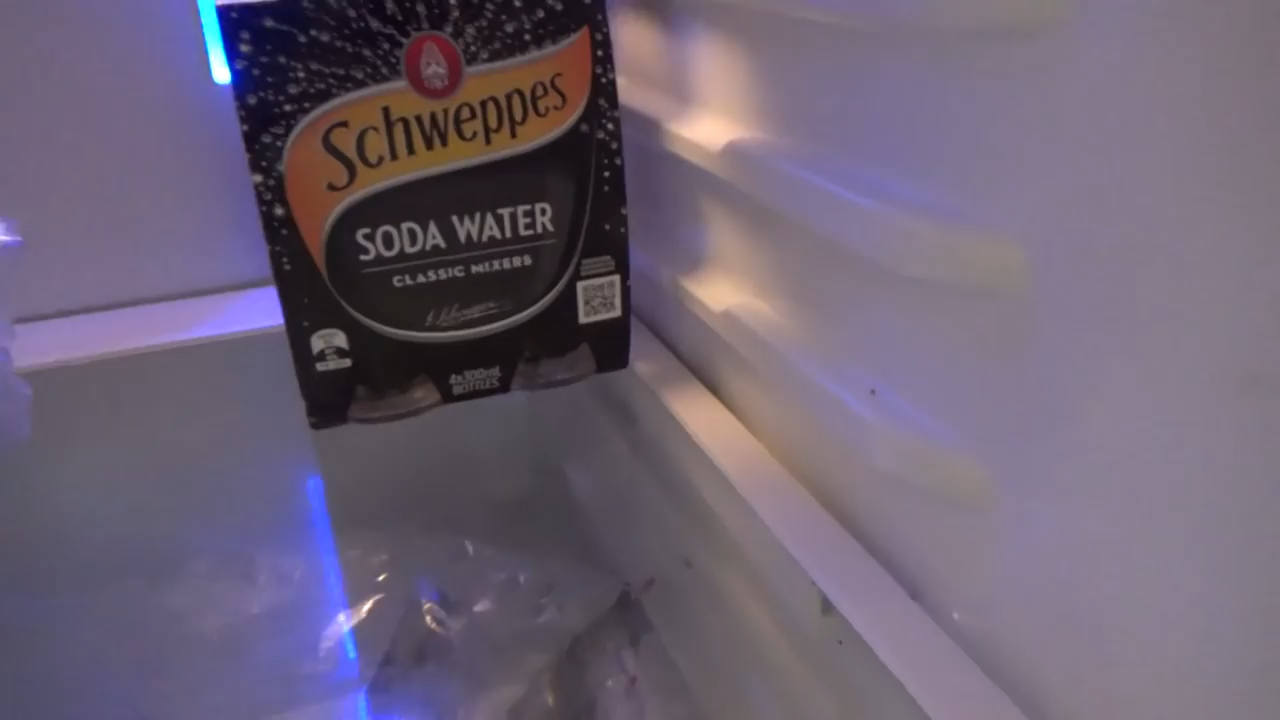 Schweppes
SODA WATER
CLASSIC MIXERS
4x300ml
BOTTLES